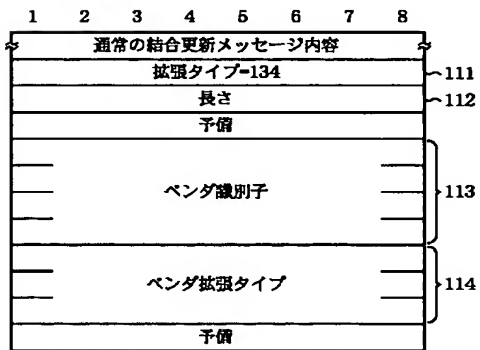 1 2 3 4 5 6 7 8
通常の結合更新メッセージ内容
拡張タイプ=134
111
長さ
112
予備
ベンダ識別子
113
ベンダ拡張タイプ
114
予備